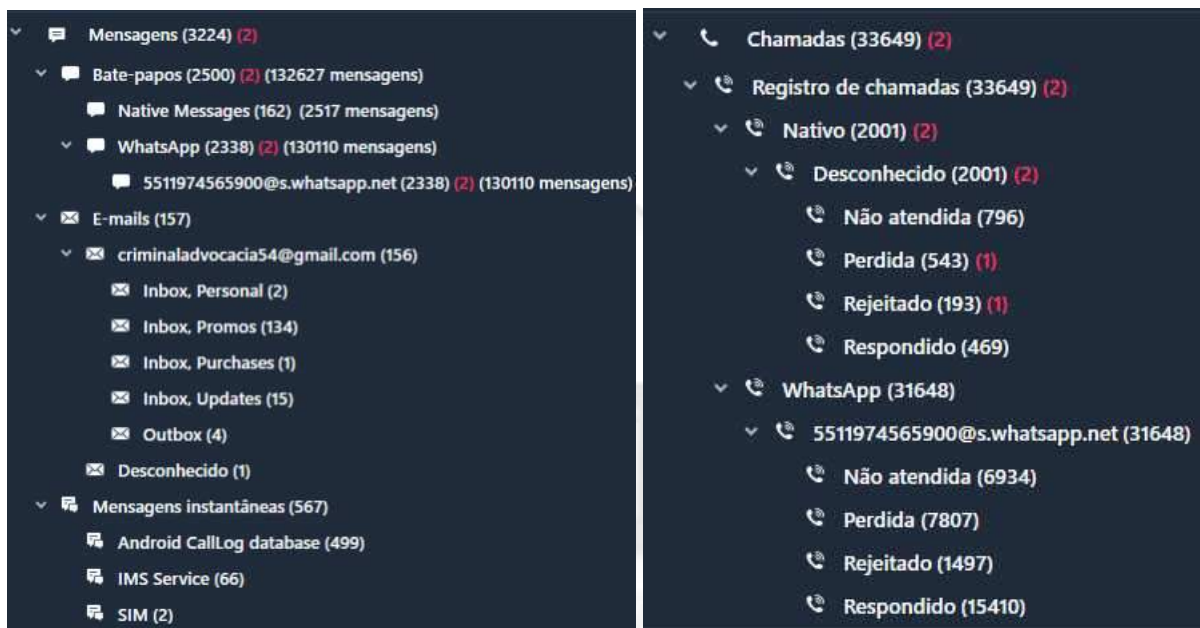 Mensagens (3224) (2)
Bate-papos (2500) (2) (132627 mensagens)
Native Messages (162) (2517 mensagens)
WhatsApp (2338) (2) (130110 mensagens)
5511974565900@s.whatsapp.net (2338) (2) (130110 mensagens)
E-mails (157)
criminaladvocacia54@gmail.com (156)
Inbox, Personal (2)
Inbox, Promos (134)
Inbox, Purchases (1)
Inbox, Updates (15)
Outbox (4)
Desconhecido (1)
Mensagens instantâneas (567)
Android CallLog database (499)
IMS Service (66)
SIM (2)
Chamadas (33649) (2)
Registro de chamadas (33649) (2)
Nativo (2001) (2)
Desconhecido (2001) (2)
Não atendida (796)
Perdida (543) (1)
Rejeitado (193) (1)
Respondido (469)
WhatsApp (31648)
5511974565900@s.whatsapp.net (31648)
Não atendida (6934)
Perdida (7807)
Rejeitado (1497)
Respondido (15410)